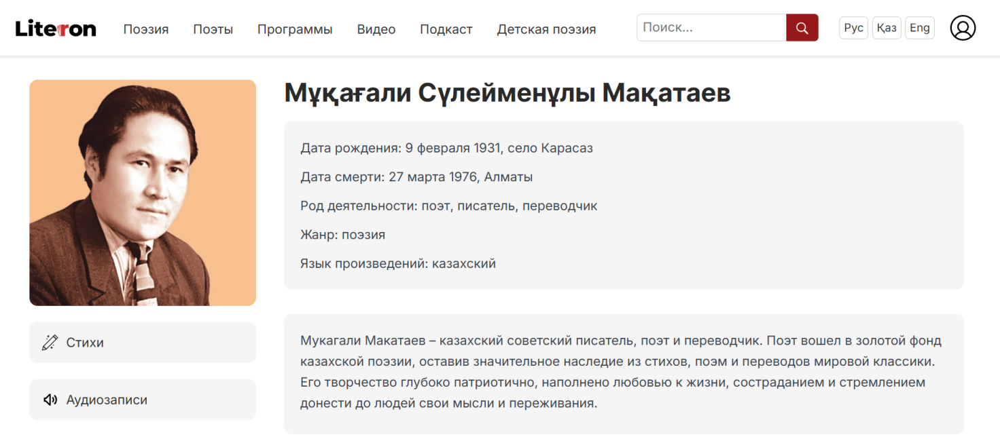 Literon
Поэзия
Поэты
Программы
Видео
Подкаст
Детская поэзия
Поиск...
Рус
Қаз
Eng
Мұқағали Сүлейменұлы Мақатаев
Дата рождения: 9 февраля 1931, село Карасаз
Дата смерти: 27 марта 1976, Алматы
Род деятельности: поэт, писатель, переводчик
Жанр: поэзия
Язык произведений: казахский
Стихи
Аудиозаписи
Мукагали Макатаев – казахский советский писатель, поэт и переводчик. Поэт вошел в золотой фонд
казахской поэзии, оставив значительное наследие из стихов, поэм и переводов мировой классики.
Его творчество глубоко патриотично, наполнено любовью к жизни, состраданием и стремлением
донести до людей свои мысли и переживания.